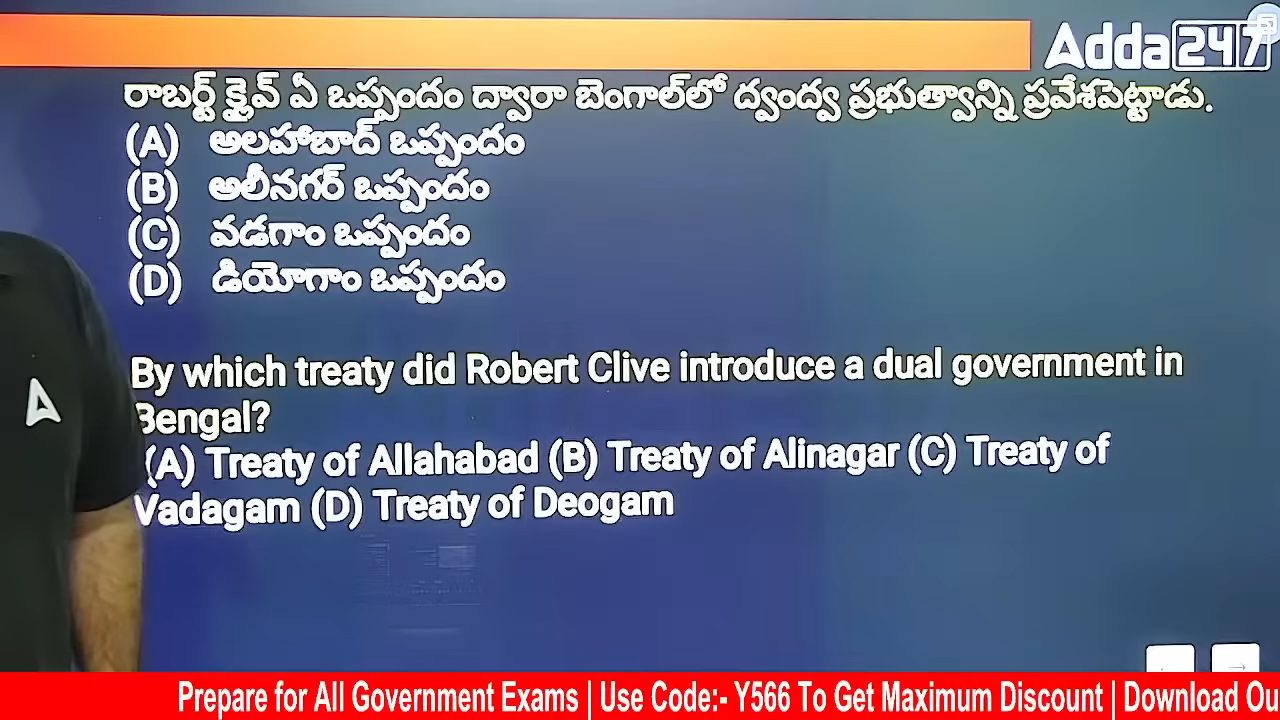 Adda 247
రాబర్ట్ క్లైవ్ ఏ ఒప్పందం ద్వారా బెంగాల్‌లో ద్వంద్వ ప్రభుత్వాన్ని ప్రవేశపెట్టాడు.
(A) అలహాబాద్ ఒప్పందం
(B) అలీనగర్ ఒప్పందం
(C) వడగాం ఒప్పందం
(D) డియోగాం ఒప్పందం
By which treaty did Robert Clive introduce a dual government in
Bengal?
(A) Treaty of Allahabad (B) Treaty of Alinagar (C) Treaty of
Vadagam (D) Treaty of Deogam
Prepare for All Government Exams | Use Code:- Y566 To Get Maximum Discount | Download Ou